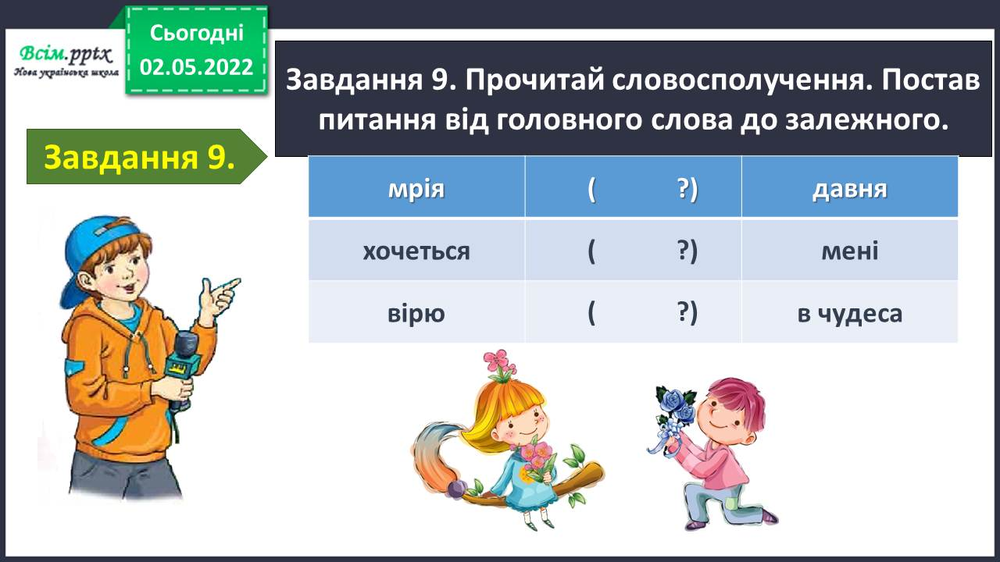 Сьогодні
02.05.2022
Всім.pptx
Нова українська школа
Завдання 9. Прочитай словосполучення. Постав
питання від головного слова до залежного.
Завдання 9.
мрія ( ?) давня
хочеться ( ?) мені
вірю ( ?) в чудеса